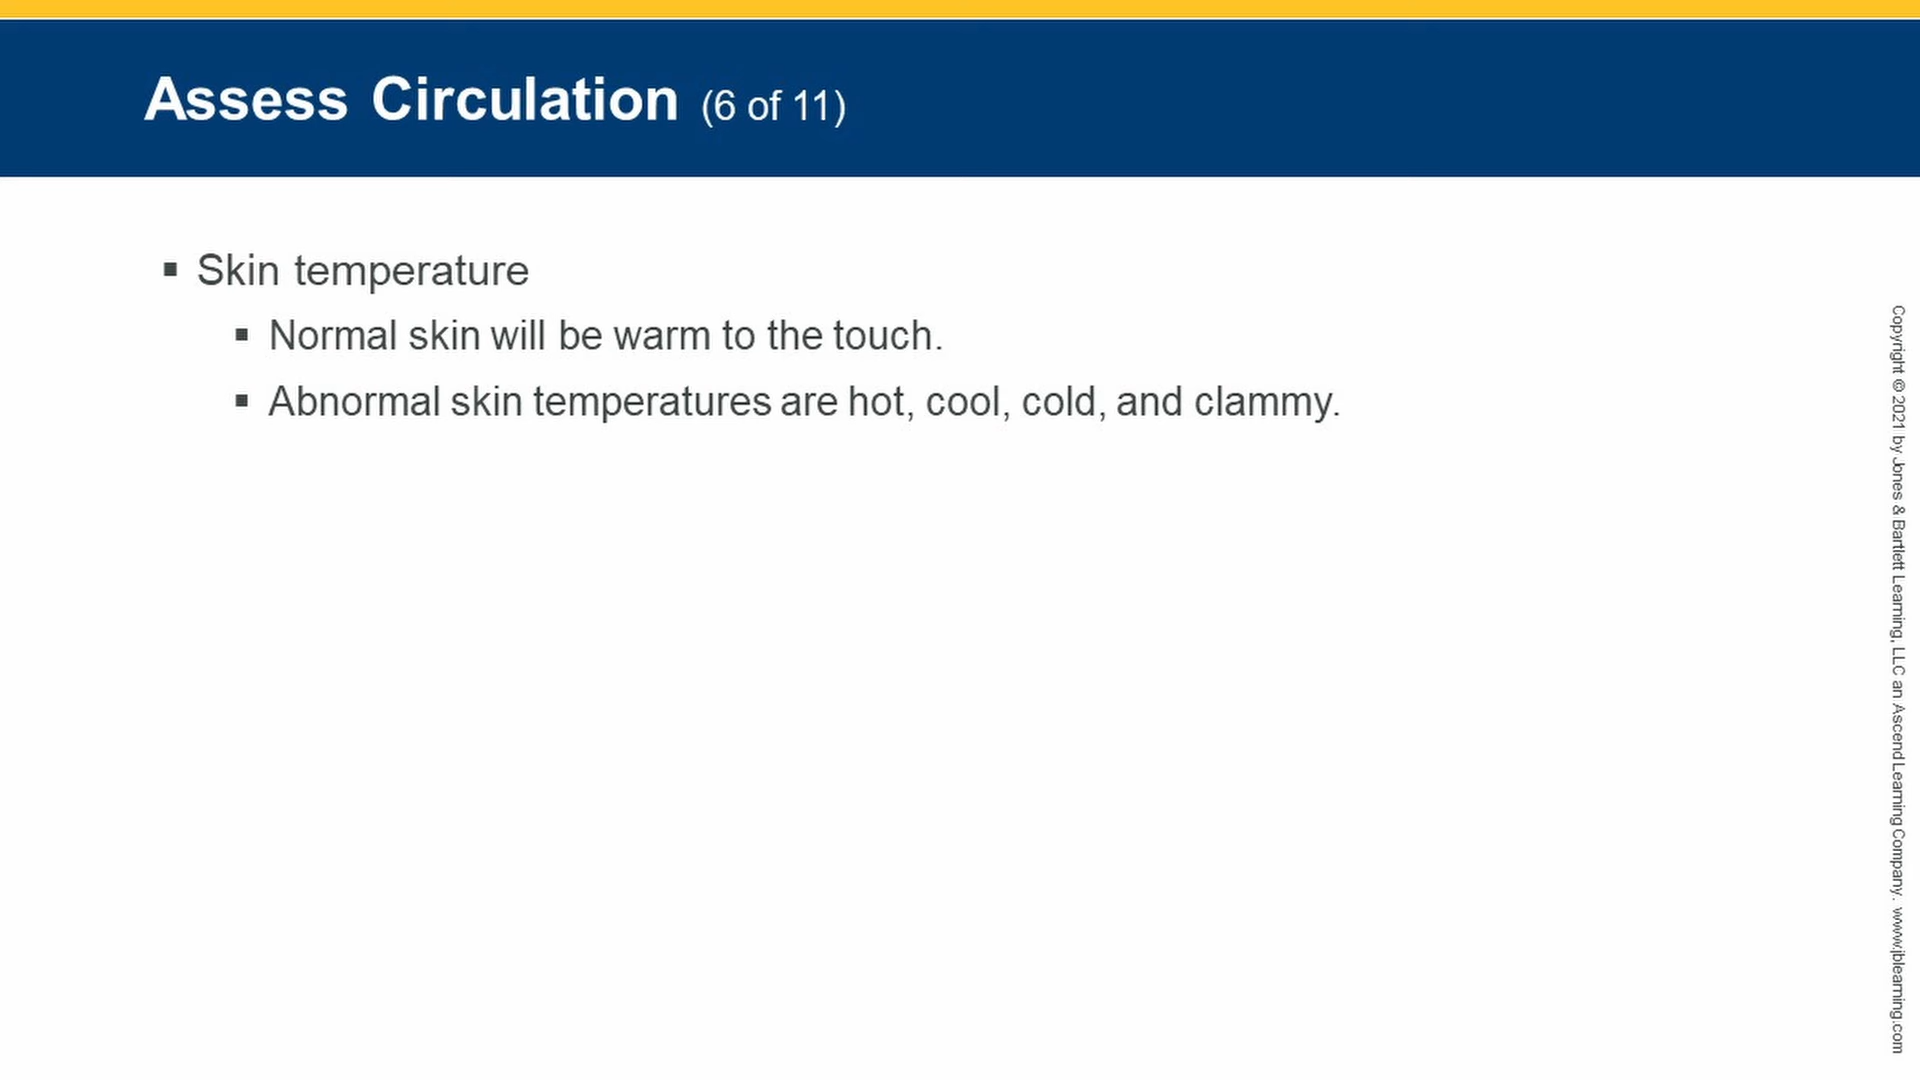 Assess Circulation (6 of 11)
▪ Skin temperature
▪ Normal skin will be warm to the touch.
▪ Abnormal skin temperatures are hot, cool, cold, and clammy.
Copyright © 2021 by Jones & Bartlett Learning, LLC an Ascend Learning Company. www.jblearning.com